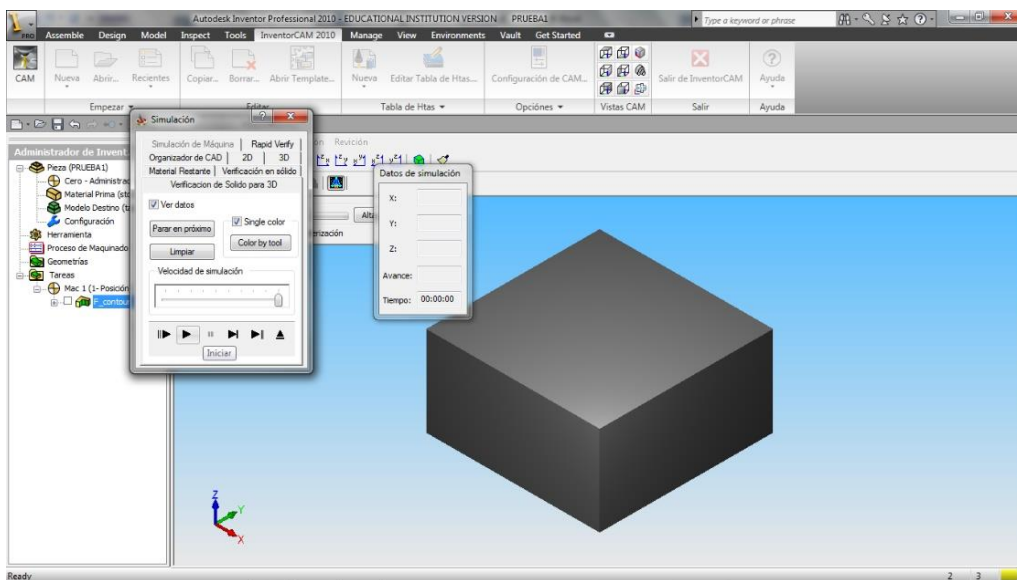 Autodesk Inventor Professional 2010 - EDUCATIONAL INSTITUTION VERSION PRUEBA1
Type a keyword or phrase
PRO Assemble Design Model Inspect Tools InventorCAM 2010 Manage View Environments Vault Get Started
CAM Nueva Abrir... Recientes Copiar... Borrar... Abrir Template... Nueva Editar Tabla de Htas... Configuración de CAM... Salir de InventorCAM Ayuda
Empezar Editar Tabla de Htas Opciónes Vistas CAM Salir Ayuda
Administrador de Invent
Pieza (PRUEBA1)
Cero - Administrad
Material Prima (sto
Modelo Destino (ta
Configuración
Herramienta
Proceso de Maquinado
Geometrías
Tareas
Mac 1 (1- Posición
F_contou
Simulación
Simulación de Máquina Rapid Verify
Organizador de CAD 2D 3D
Material Restante Verificación en sólido
Verificacion de Solido para 3D
Ver datos
Parar en próximo
Single color
Limpiar
Color by tool
Velocidad de simulación
Iniciar
Revición
Alta
erización
Datos de simulación
X:
Y:
Z:
Avance:
Tiempo: 00:00:00
Z
Y
X
Ready 2 3